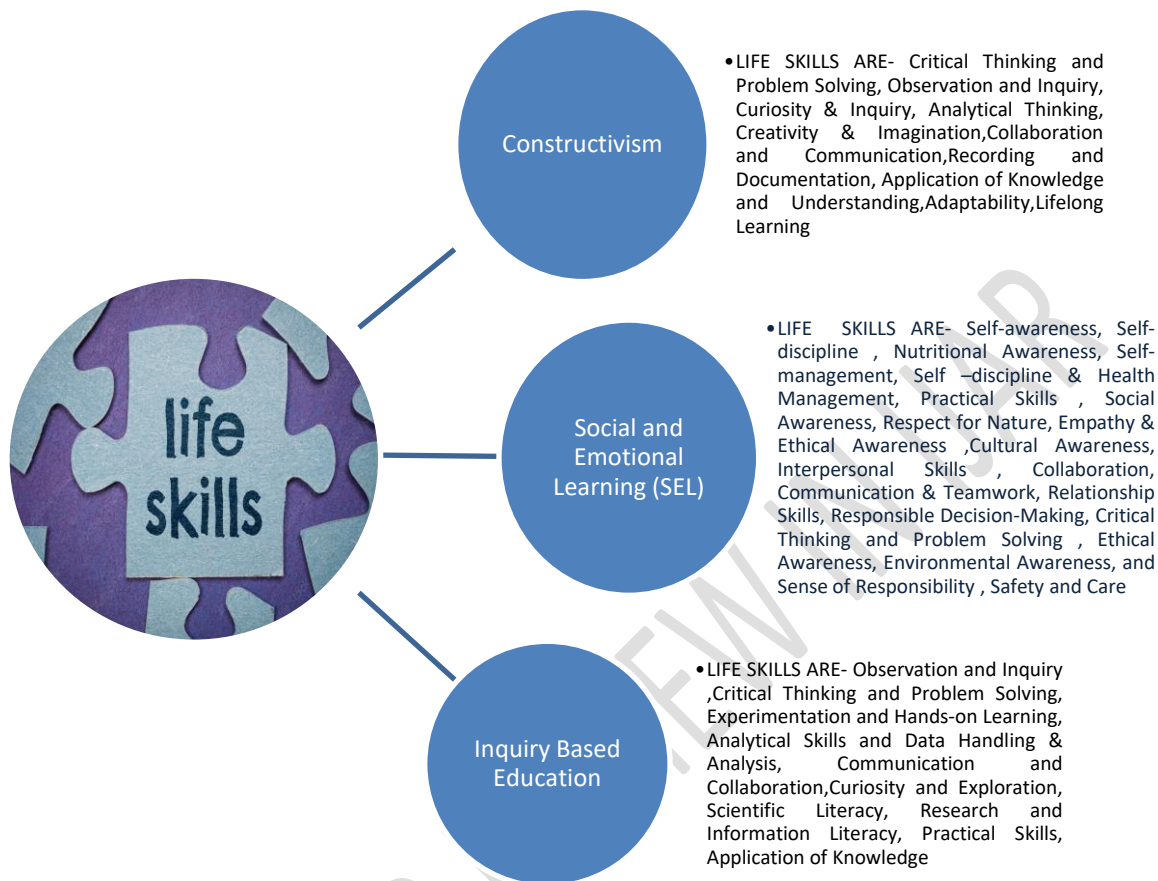 Constructivism
•LIFE SKILLS ARE- Critical Thinking and
Problem Solving, Observation and Inquiry,
Curiosity & Inquiry, Analytical Thinking,
Creativity & Imagination,Collaboration
and Communication,Recording and
Documentation, Application of Knowledge
and Understanding,Adaptability,Lifelong
Learning
life
skills
Social and
Emotional
Learning (SEL)
•LIFE SKILLS ARE- Self-awareness, Self-
discipline , Nutritional Awareness, Self-
management, Self –discipline & Health
Management, Practical Skills , Social
Awareness, Respect for Nature, Empathy &
Ethical Awareness ,Cultural Awareness,
Interpersonal Skills , Collaboration,
Communication & Teamwork, Relationship
Skills, Responsible Decision-Making, Critical
Thinking and Problem Solving , Ethical
Awareness, Environmental Awareness, and
Sense of Responsibility , Safety and Care
Inquiry Based
Education
•LIFE SKILLS ARE- Observation and Inquiry
,Critical Thinking and Problem Solving,
Experimentation and Hands-on Learning,
Analytical Skills and Data Handling &
Analysis, Communication and
Collaboration,Curiosity and Exploration,
Scientific Literacy, Research and
Information Literacy, Practical Skills,
Application of Knowledge
IN IJAR